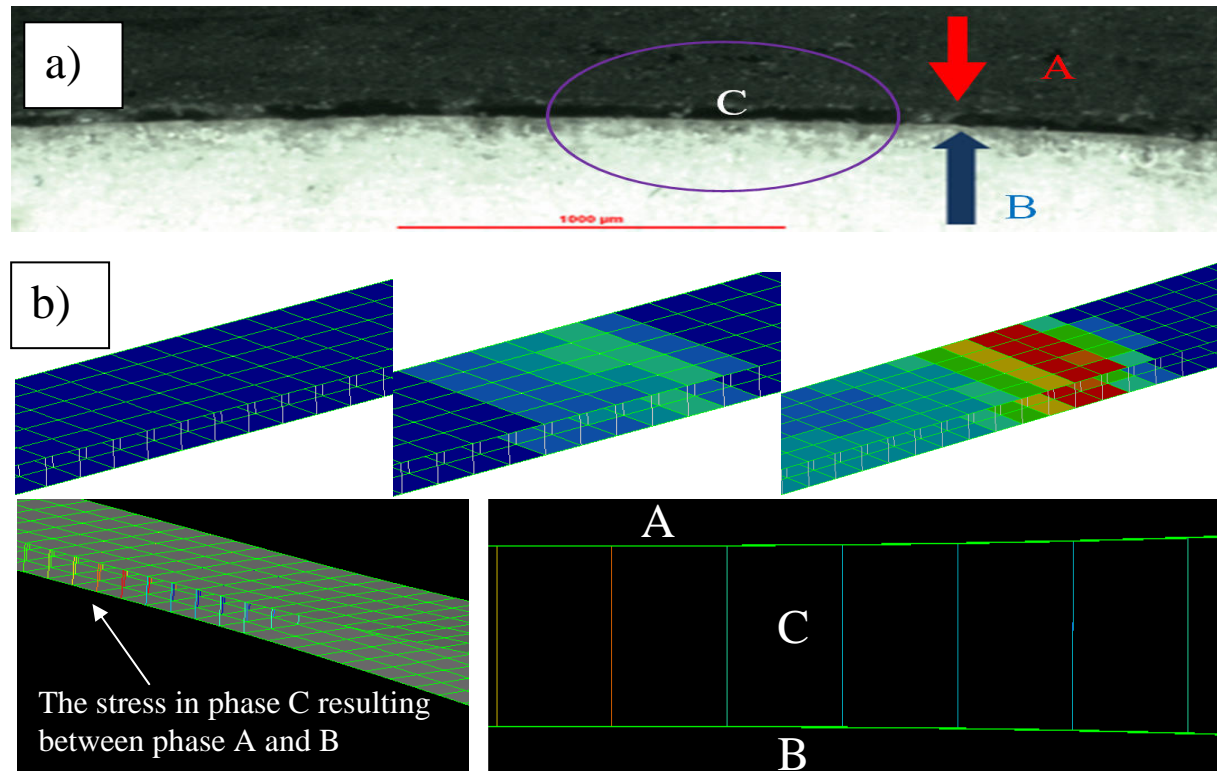 a)
A
C
B
1000 µm
b)
The stress in phase C resulting
between phase A and B
A
C
B